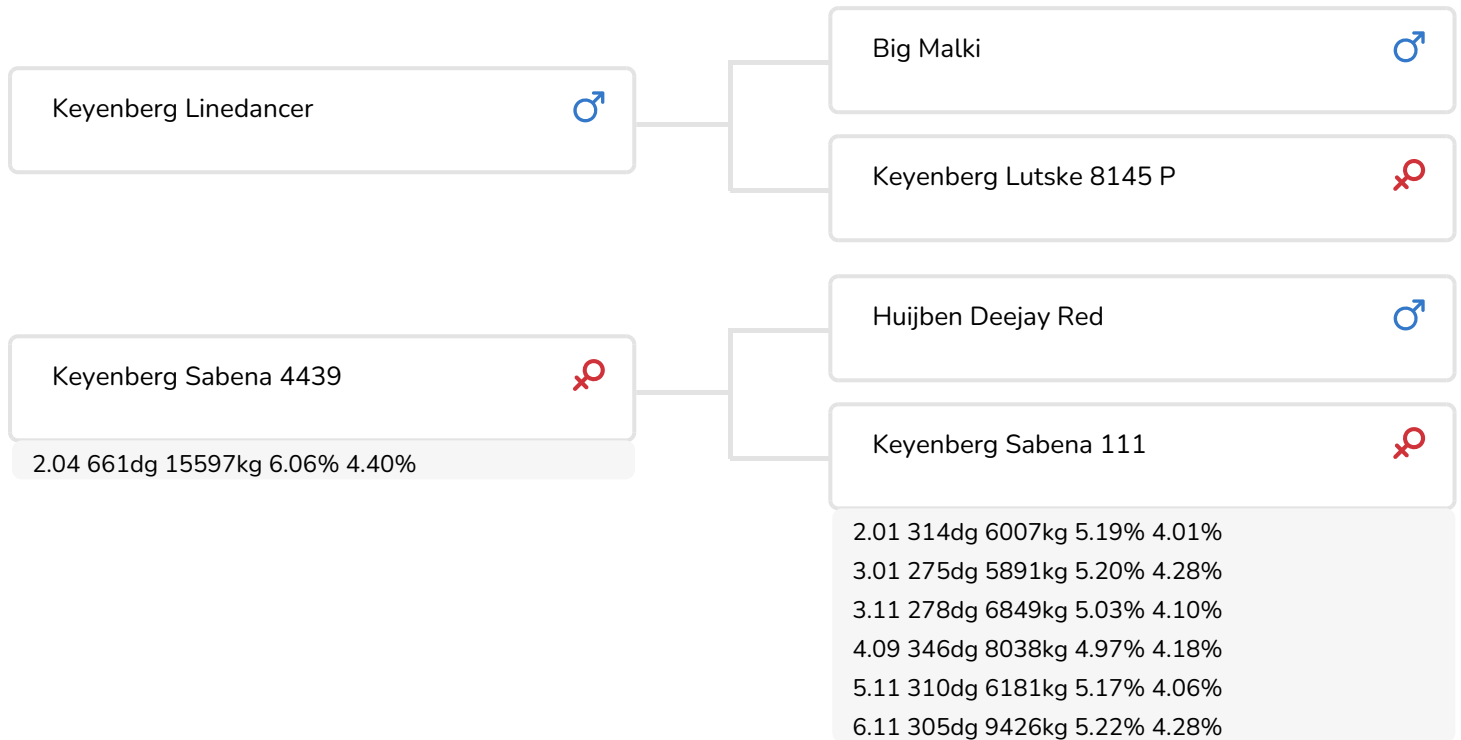 Keyenberg Linedancer
Big Malki
Keyenberg Lutske 8145 P
Keyenberg Sabena 4439
2.04 661dg 15597kg 6.06% 4.40%
Huijben Deejay Red
Keyenberg Sabena 111
2.01 314dg 6007kg 5.19% 4.01%
3.01 275dg 5891kg 5.20% 4.28%
3.11 278dg 6849kg 5.03% 4.10%
4.09 346dg 8038kg 4.97% 4.18%
5.11 310dg 6181kg 5.17% 4.06%
6.11 305dg 9426kg 5.22% 4.28%